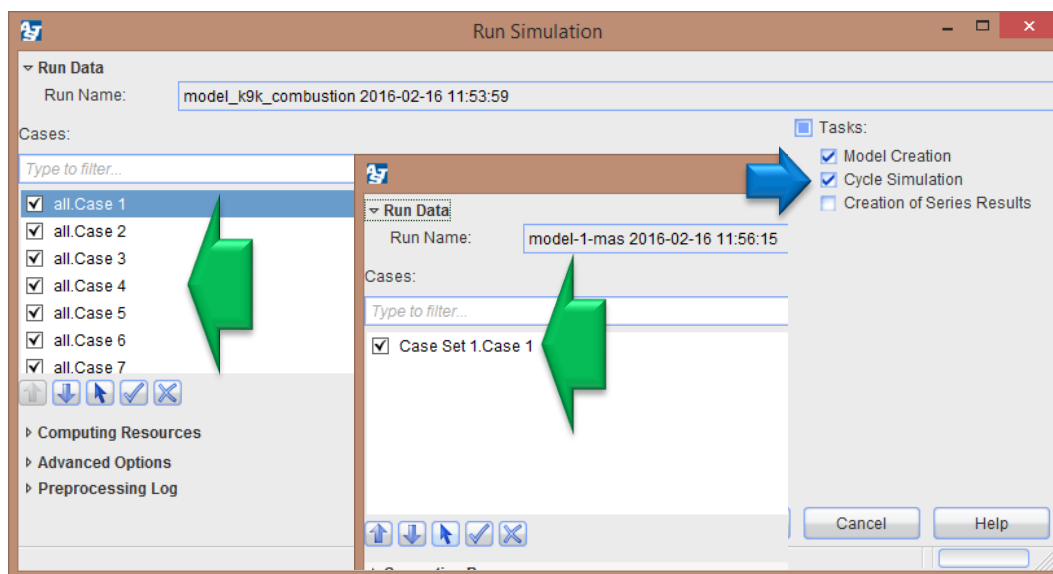 Run Simulation
Run Data
Run Name: model_k9k_combustion 2016-02-16 11:53:59
Cases:
Type to filter...
all.Case 1
all.Case 2
all.Case 3
all.Case 4
all.Case 5
all.Case 6
all.Case 7
Computing Resources
Advanced Options
Preprocessing Log
Run Data
Run Name: model-1-mas 2016-02-16 11:56:15
Cases:
Type to filter...
Case Set 1.Case 1
Tasks:
Model Creation
Cycle Simulation
Creation of Series Results
Cancel
Help